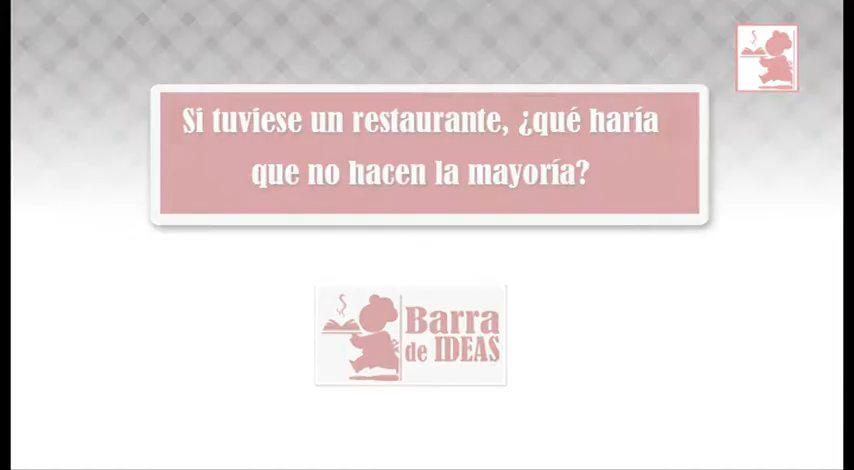 Si tuviese un restaurante, ¿qué haría
que no hacen la mayoría?
Barra
de IDEAS